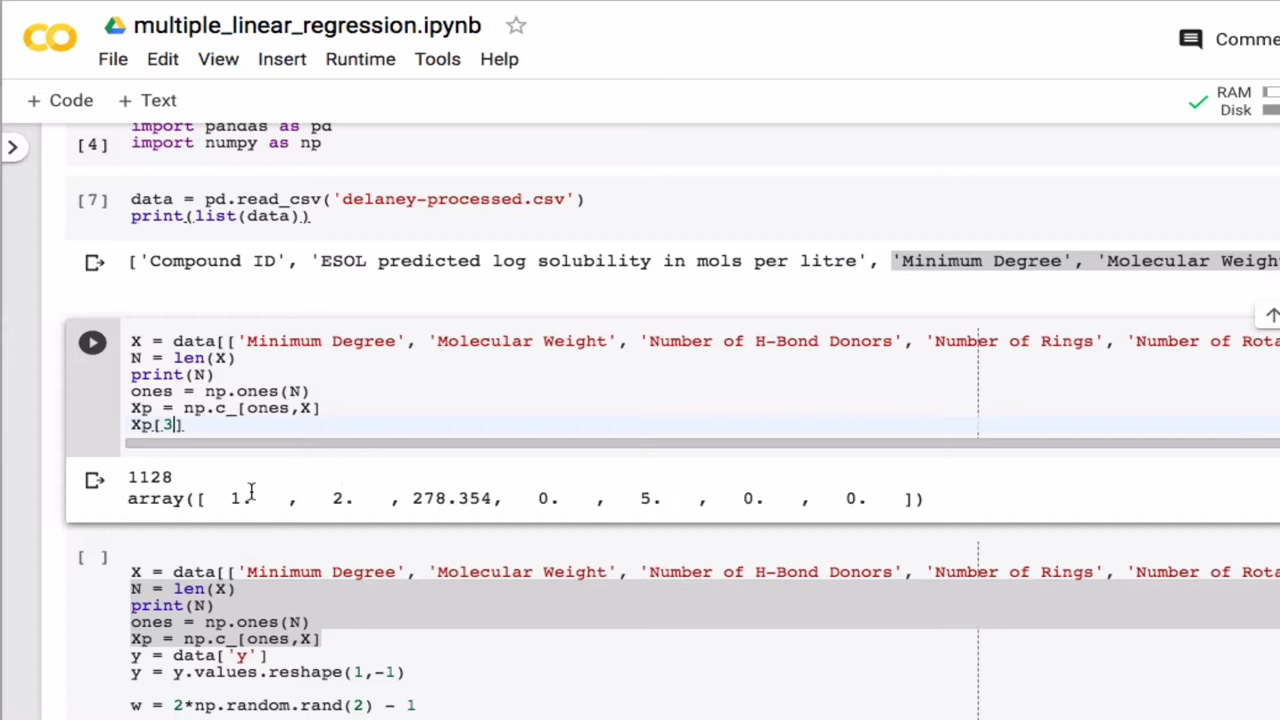 multiple_linear_regression.ipynb
File Edit View Insert Runtime Tools Help
Comme
+ Code + Text
RAM
Disk
import pandas as pd
[4] import numpy as np
[7] data = pd.read_csv('delaney-processed.csv')
print(list(data))
['Compound ID', 'ESOL predicted log solubility in mols per litre', 'Minimum Degree', 'Molecular Weigh
X = data[['Minimum Degree', 'Molecular Weight', 'Number of H-Bond Donors', 'Number of Rings', 'Number of Rota
N = len(X)
print(N)
ones = np.ones(N)
Xp = np.c_[ones,X]
Xp[3]
1128
array([ 1. , 2. , 278.354, 0. , 5. , 0. , 0. ])
[ ]
X = data[['Minimum Degree', 'Molecular Weight', 'Number of H-Bond Donors', 'Number of Rings', 'Number of Rota
N = len(X)
print(N)
ones = np.ones(N)
Xp = np.c_[ones,X]
y = data['y']
y = y.values.reshape(1,-1)
w = 2*np.random.rand(2) - 1